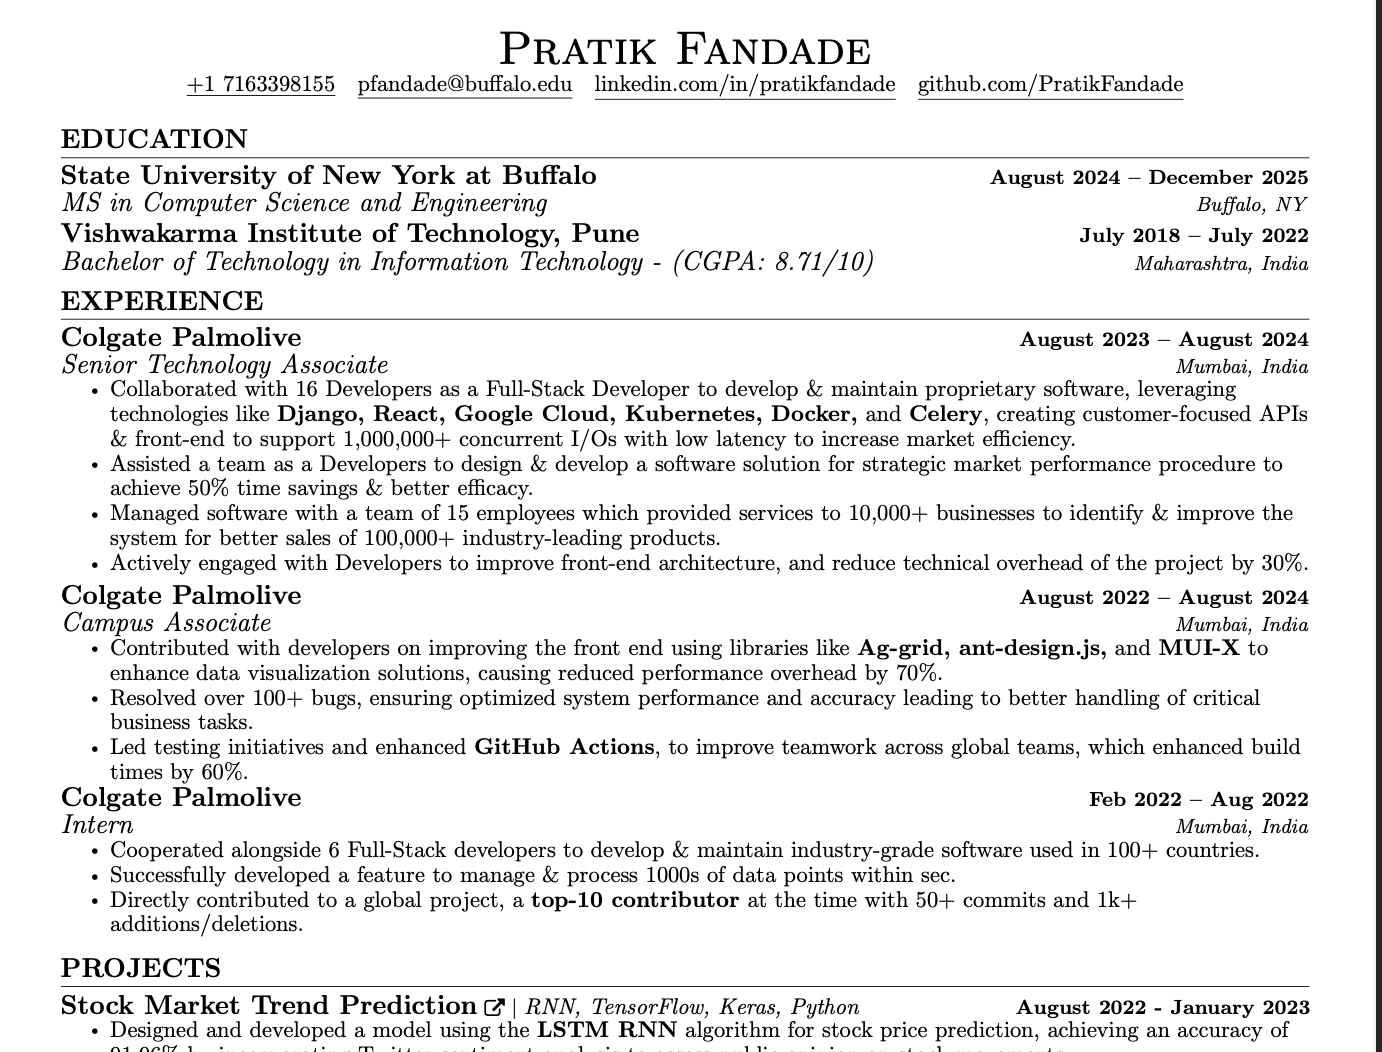 PRATIK FANDADE
+1 7163398155 pfandade@buffalo.edu linkedin.com/in/pratikfandade github.com/PratikFandade
EDUCATION
State University of New York at Buffalo August 2024 – December 2025
MS in Computer Science and Engineering Buffalo, NY
Vishwakarma Institute of Technology, Pune July 2018 – July 2022
Bachelor of Technology in Information Technology - (CGPA: 8.71/10) Maharashtra, India
EXPERIENCE
Colgate Palmolive August 2023 – August 2024
Senior Technology Associate Mumbai, India
• Collaborated with 16 Developers as a Full-Stack Developer to develop & maintain proprietary software, leveraging
technologies like Django, React, Google Cloud, Kubernetes, Docker, and Celery, creating customer-focused APIs
& front-end to support 1,000,000+ concurrent I/Os with low latency to increase market efficiency.
• Assisted a team as a Developers to design & develop a software solution for strategic market performance procedure to
achieve 50% time savings & better efficacy.
• Managed software with a team of 15 employees which provided services to 10,000+ businesses to identify & improve the
system for better sales of 100,000+ industry-leading products.
• Actively engaged with Developers to improve front-end architecture, and reduce technical overhead of the project by 30%.
Colgate Palmolive August 2022 – August 2024
Campus Associate Mumbai, India
• Contributed with developers on improving the front end using libraries like Ag-grid, ant-design.js, and MUI-X to
enhance data visualization solutions, causing reduced performance overhead by 70%.
• Resolved over 100+ bugs, ensuring optimized system performance and accuracy leading to better handling of critical
business tasks.
• Led testing initiatives and enhanced GitHub Actions, to improve teamwork across global teams, which enhanced build
times by 60%.
Colgate Palmolive Feb 2022 – Aug 2022
Intern Mumbai, India
• Cooperated alongside 6 Full-Stack developers to develop & maintain industry-grade software used in 100+ countries.
• Successfully developed a feature to manage & process 1000s of data points within sec.
• Directly contributed to a global project, a top-10 contributor at the time with 50+ commits and 1k+
additions/deletions.
PROJECTS
Stock Market Trend Prediction | RNN, TensorFlow, Keras, Python August 2022 - January 2023
• Designed and developed a model using the LSTM RNN algorithm for stock price prediction, achieving an accuracy of